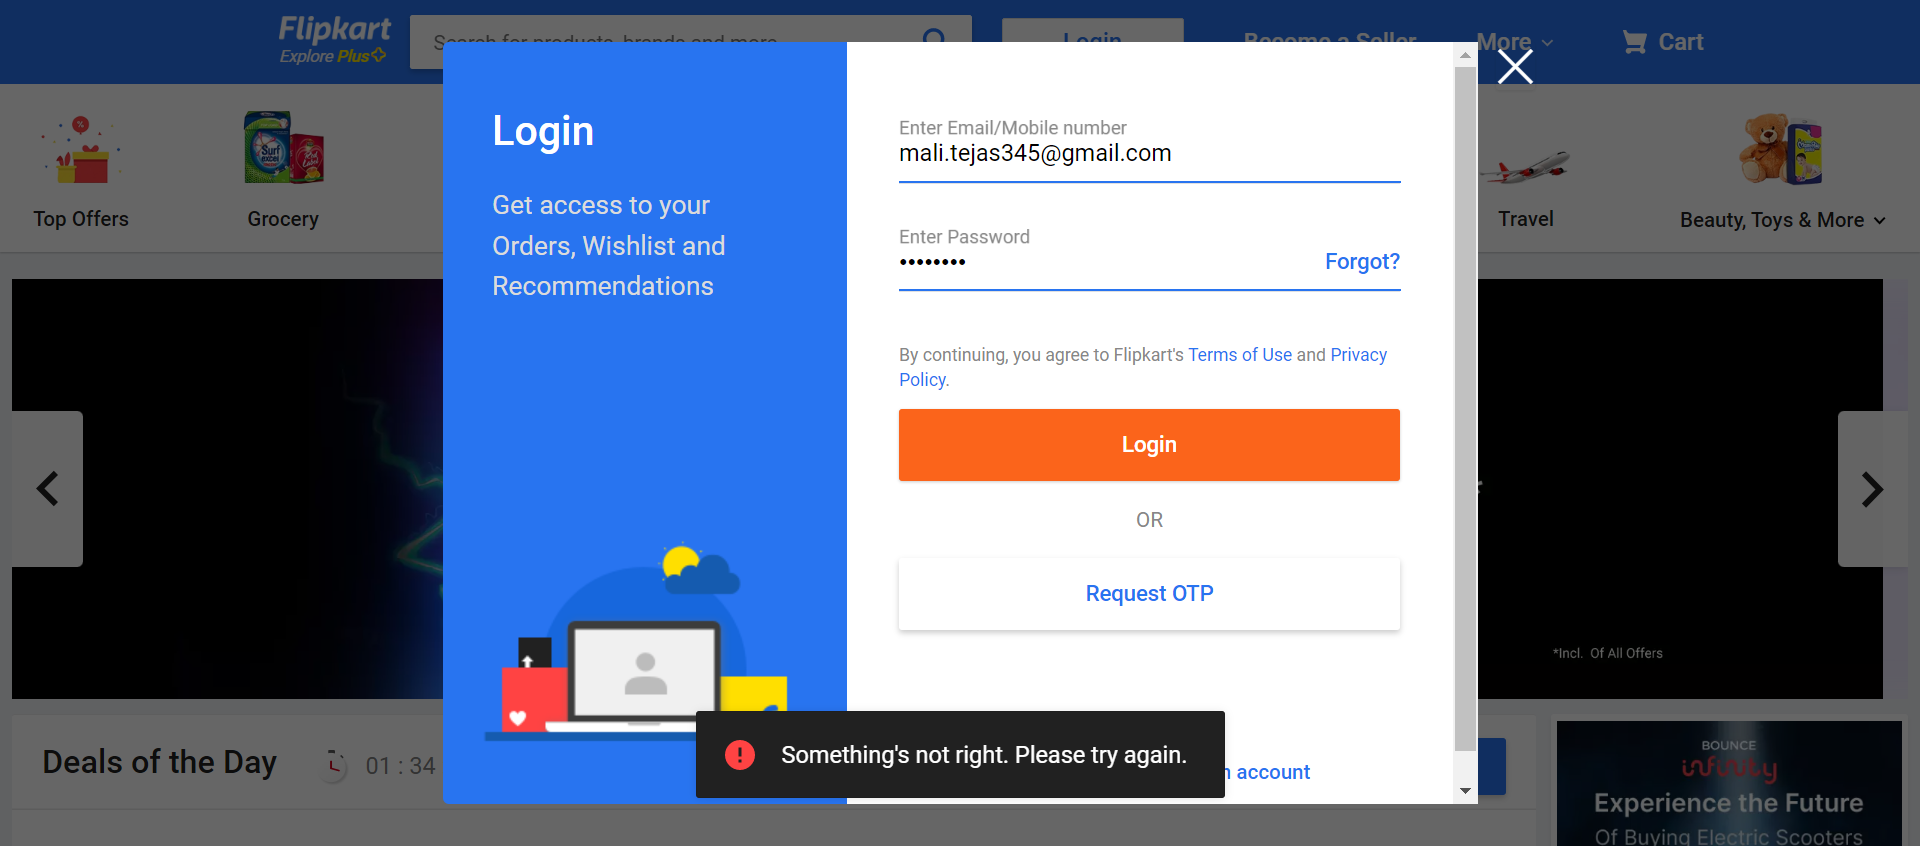 Flipkart
Explore Plus
Search for products, brands and more
Login
Become a Seller
More
Cart
Top Offers
Grocery
Travel
Beauty, Toys & More
Surf excel
Red Label
Login
Get access to your
Orders, Wishlist and
Recommendations
Enter Email/Mobile number
mali.tejas345@gmail.com
Enter Password
••••••••
Forgot?
By continuing, you agree to Flipkart's Terms of Use and Privacy
Policy.
Login
OR
Request OTP
*Incl. Of All Offers
Something's not right. Please try again.
account
Deals of the Day
01 : 34
BOUNCE
infinity
Experience the Future
Of Buying Electric Scooters